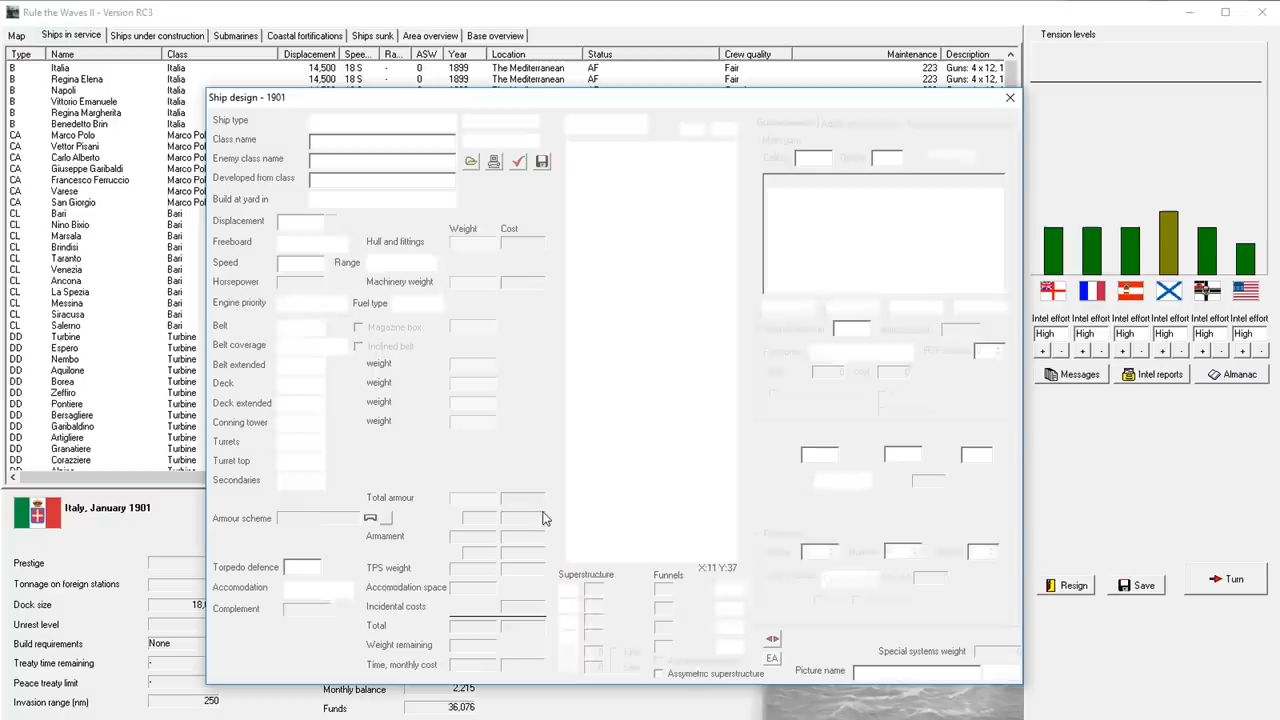 Rule the Waves II - Version RC3
Map Ships in service Ships under construction Submarines Coastal fortifications Ships sunk Area overview Base overview
Type Name Class Displacement Spee... Ra... ASW Year Location Status Crew quality Maintenance Description
B Italia 14,500 18 S - 0 1899 The Mediterranean AF Fair 223 Guns: 4 x 12, 1
B Regina Elena 14,500 18 S - 0 1899 The Mediterranean AF Fair 223 Guns: 4 x 12, 1
B Napoli
B Vittorio Emanuele
B Regina Margherita
B Benedetto Brin
CA Marco Polo Marco Pol
CA Vettor Pisani Marco Pol
CA Carlo Alberto Marco Pol
CA Giuseppe Garibaldi Marco Pol
CA Francesco Ferruccio Marco Pol
CA Varese Marco Pol
CA San Giorgio Marco Pol
CL Bari Bari
CL Nino Bixio Bari
CL Marsala Bari
CL Brindisi Bari
CL Taranto Bari
CL Venezia Bari
CL Ancona Bari
CL La Spezia Bari
CL Messina Bari
CL Siracusa Bari
CL Salerno Bari
DD Turbine Turbine
DD Espero Turbine
DD Nembo Turbine
DD Aquilone Turbine
DD Borea Turbine
DD Zeffiro Turbine
DD Pontiere Turbine
DD Bersagliere Turbine
DD Garibaldino Turbine
DD Artigliere Turbine
DD Granatiere Turbine
DD Corazziere Turbine
Italy, January 1901
Prestige
Tonnage on foreign stations
Dock size 18,
Unrest level
Build requirements None
Treaty time remaining -
Peace treaty limit -
Invasion range (nm) 250
Monthly balance 2,215
Funds 36,076
Ship design - 1901
Ship type
Class name
Enemy class name
Developed from class
Build at yard in
Displacement
Weight Cost
Freeboard Hull and fittings
Speed Range
Horsepower Machinery weight
Engine priority Fuel type
Belt Magazine box
Belt coverage Inclined belt
Belt extended weight
Deck weight
Deck extended weight
Conning tower weight
Turrets
Turret top
Secondaries
Total armour
Armour scheme
Armament
Torpedo defence TPS weight
Accomodation Accomodation space
Complement Incidental costs
Total
Weight remaining
Time, monthly cost
Superstructure Funnels X:11 Y:37
Assymetric superstructure
EA
Special systems weight
Picture name
Tension levels
Intel effort Intel effort Intel effort Intel effort Intel effort Intel effort
High High High High High High
+ - + - + - + - + - + -
Messages Intel reports Almanac
Resign Save Turn